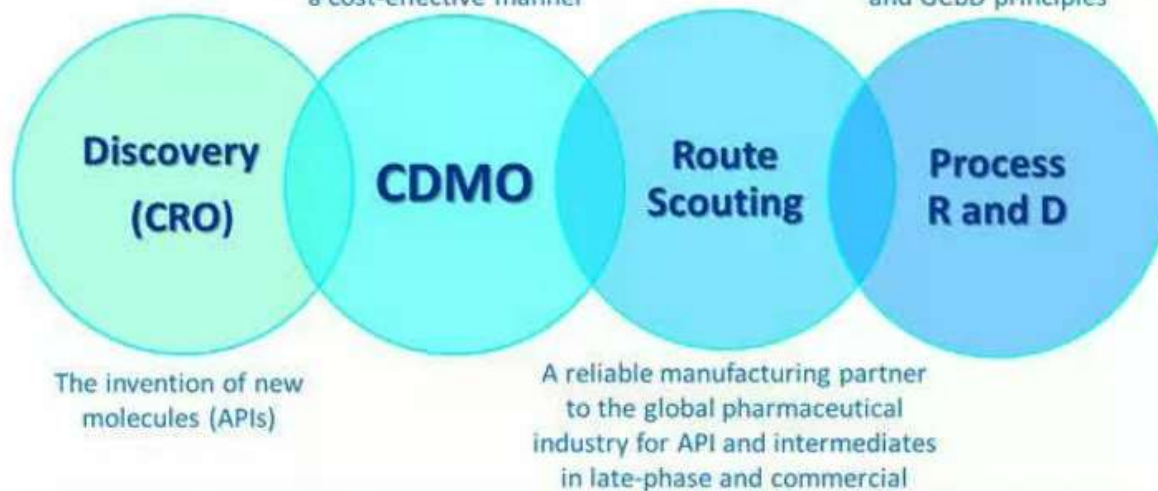 a cost-effective manner
and QbD principles
Discovery
(CRO)
CDMO
Route
Scouting
Process
R and D
The invention of new
molecules (APIs)
A reliable manufacturing partner
to the global pharmaceutical
industry for API and intermediates
in late-phase and commercial